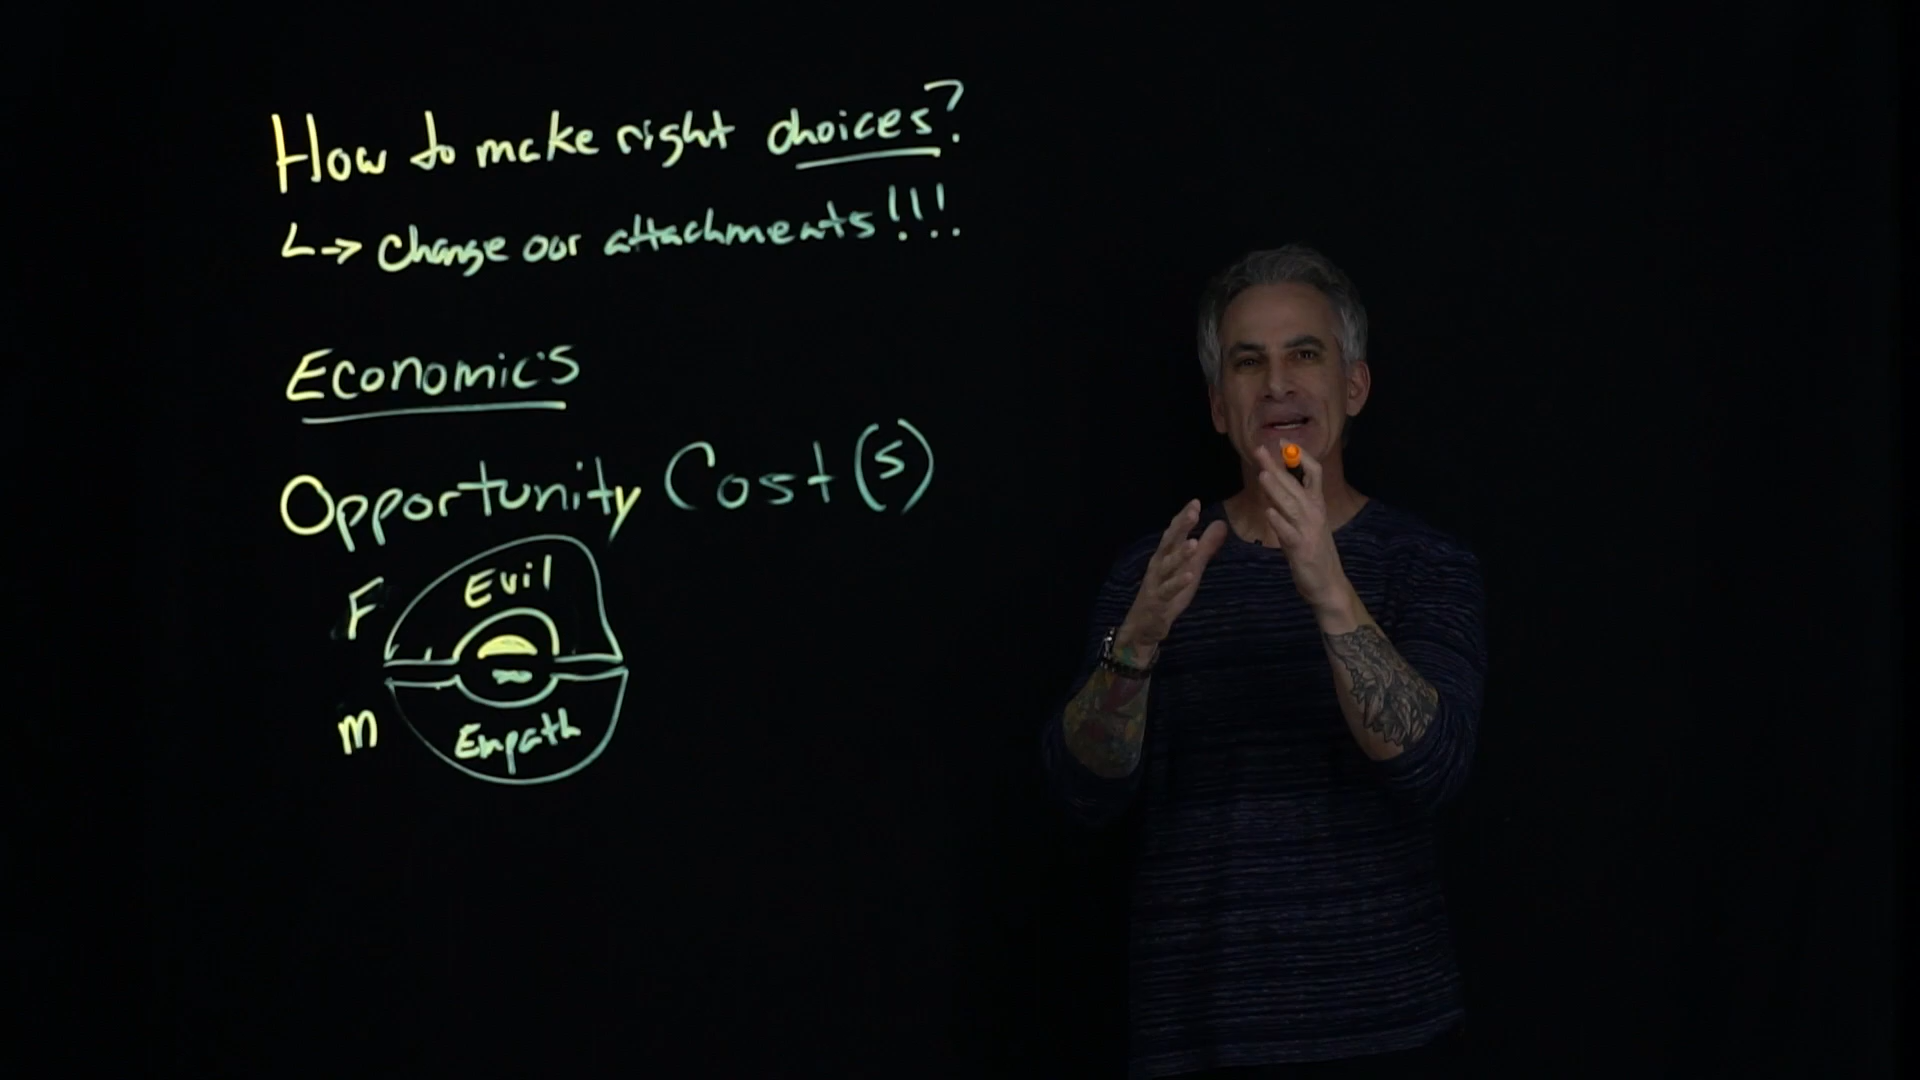 How to make right choices?
↳ change our attachments!!!
Economics
Opportunity Cost(s)
F
Evil
m
Empath